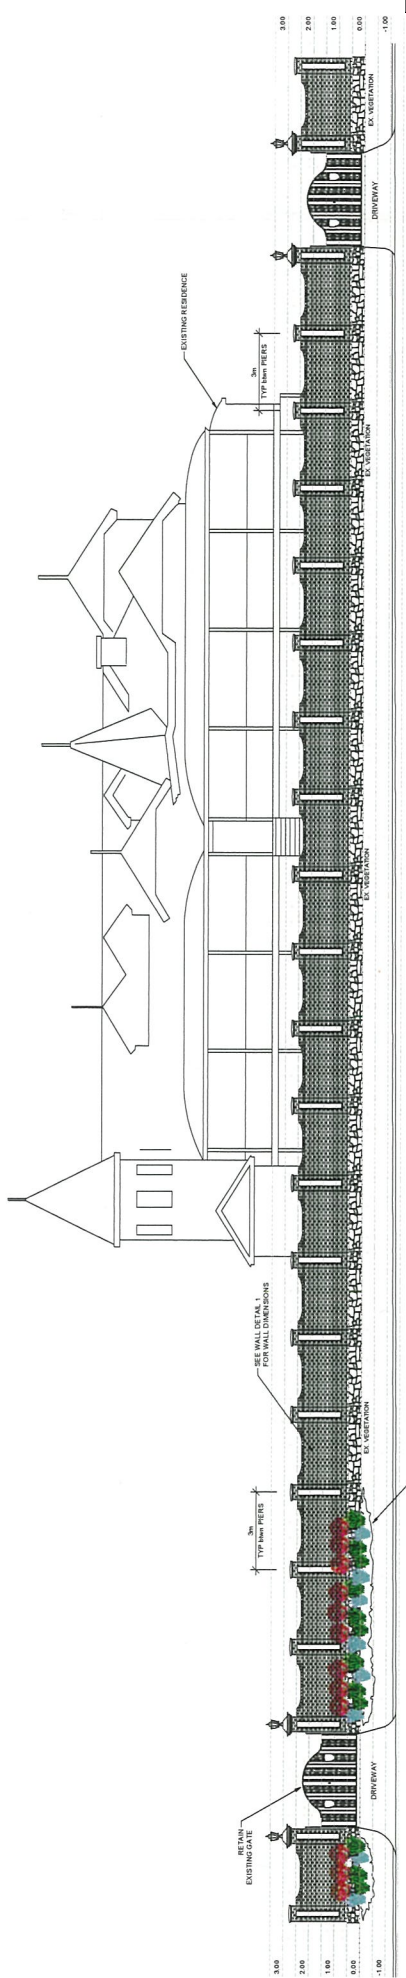 3.00
2.00
1.00
0.00
-1.00
RETAIN
EXISTING GATE
DRIVEWAY
3m
TYP btwn PIERS
SEE WALL DETAIL 1
FOR WALL DIMENSIONS
EX. VEGETATION
EX. VEGETATION
EX. VEGETATION
3m
TYP btwn PIERS
EXISTING RESIDENCE
DRIVEWAY
EX. VEGETATION
3.00
2.00
1.00
0.00
-1.00